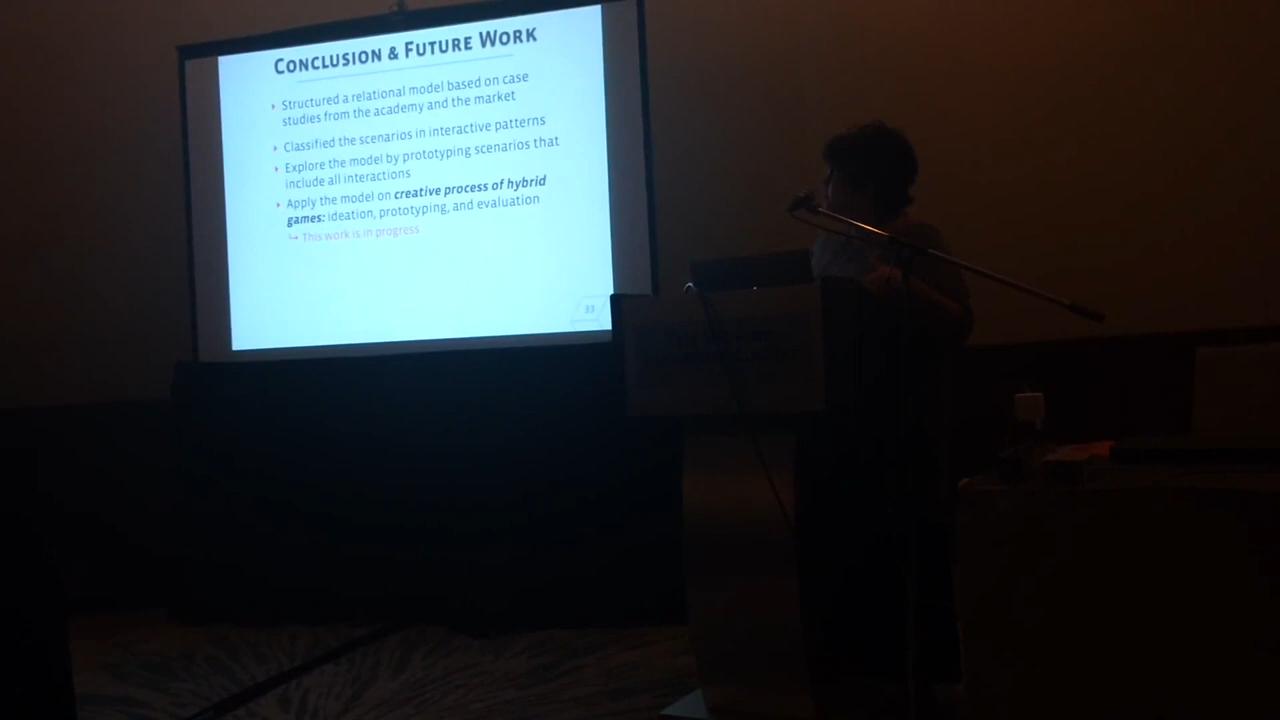 CONCLUSION & FUTURE WORK
Structured a relational model based on case
studies from the academy and the market
Classified the scenarios in interactive patterns
Explore the model by prototyping scenarios that
include all interactions
Apply the model on creative process of hybrid
games: ideation, prototyping, and evaluation
This work is in progress
33